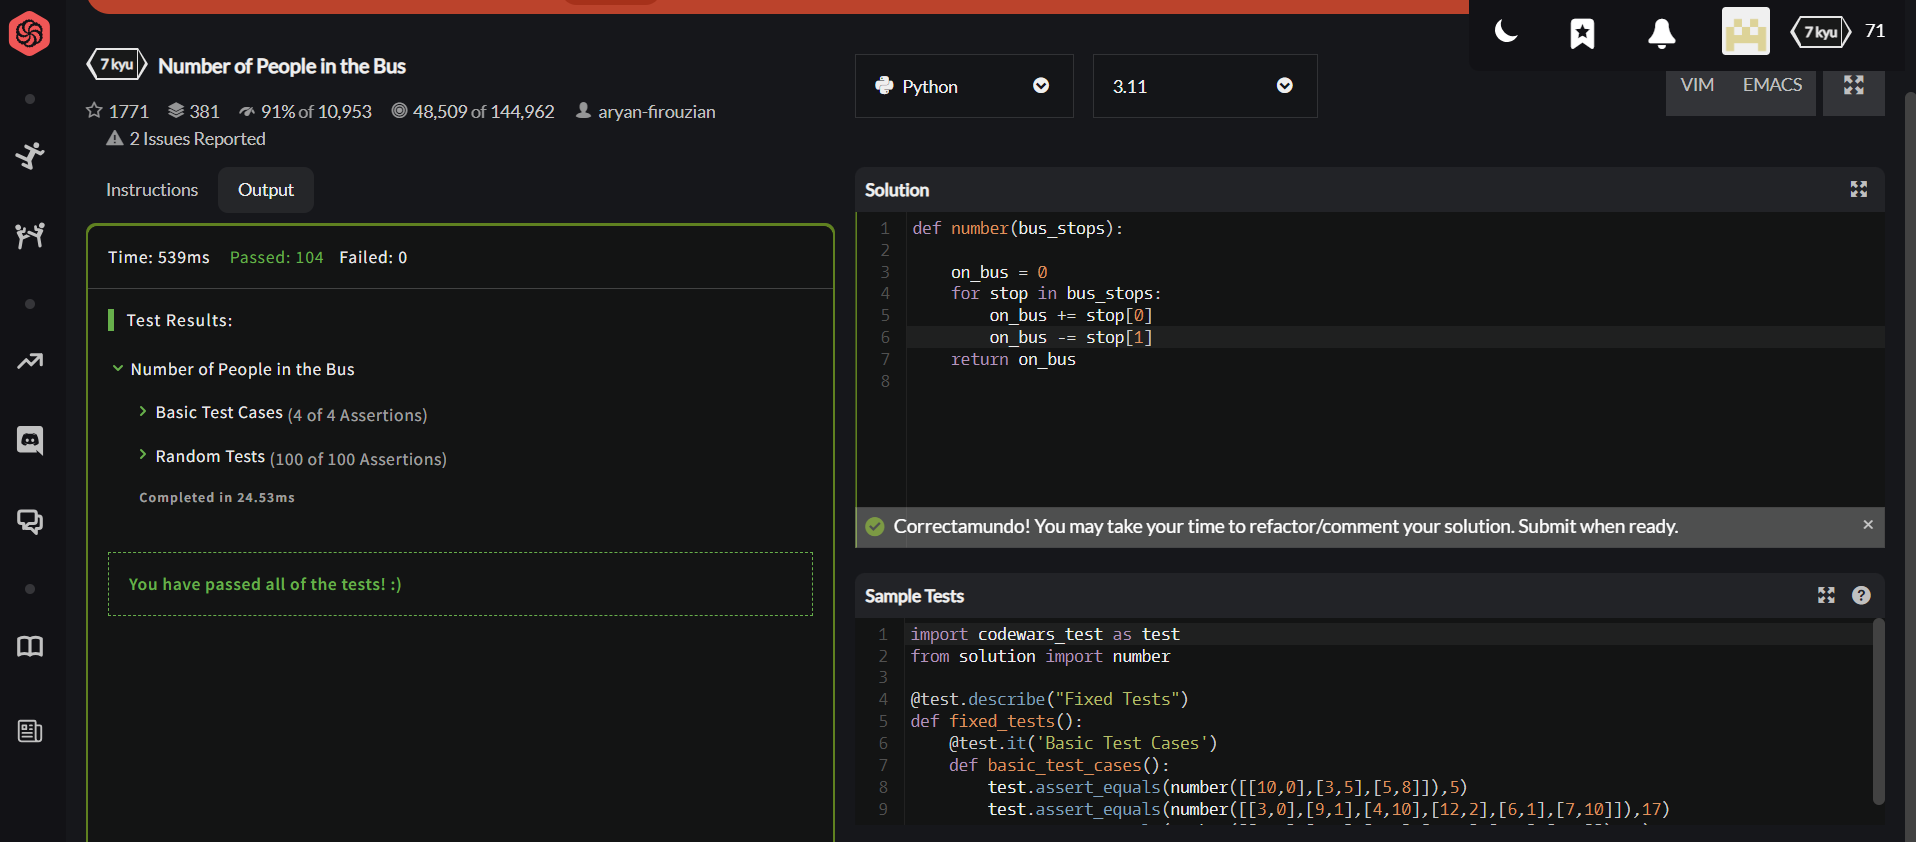 7 kyu
71
7 kyu Number of People in the Bus
1771 381 91% of 10,953 48,509 of 144,962 aryan-firouzian
2 Issues Reported
Instructions Output
Time: 539ms Passed: 104 Failed: 0
Test Results:
Number of People in the Bus
Basic Test Cases (4 of 4 Assertions)
Random Tests (100 of 100 Assertions)
Completed in 24.53ms
You have passed all of the tests! :)
Python
3.11
VIM EMACS
Solution
1 def number(bus_stops):
2
3 on_bus = 0
4 for stop in bus_stops:
5 on_bus += stop[0]
6 on_bus -= stop[1]
7 return on_bus
8
Correctamundo! You may take your time to refactor/comment your solution. Submit when ready. ×
Sample Tests
?
1 import codewars_test as test
2 from solution import number
3
4 @test.describe("Fixed Tests")
5 def fixed_tests():
6 @test.it('Basic Test Cases')
7 def basic_test_cases():
8 test.assert_equals(number([[10,0],[3,5],[5,8]]),5)
9 test.assert_equals(number([[3,0],[9,1],[4,10],[12,2],[6,1],[7,10]]),17)